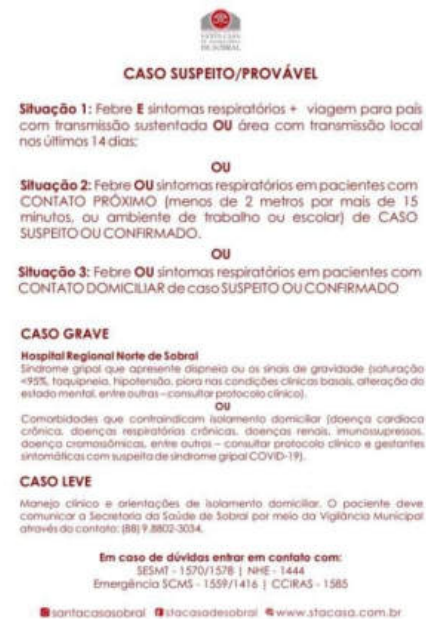 SANTA CASA
DE MISERICÓRDIA
DE SOBRAL
CASO SUSPEITO/PROVÁVEL
Situação 1: Febre E sintomas respiratórios + viagem para país
com transmissão sustentada OU área com transmissão local
nos últimos 14 dias;
OU
Situação 2: Febre OU sintomas respiratórios em pacientes com
CONTATO PRÓXIMO (menos de 2 metros por mais de 15
minutos, ou ambiente de trabalho ou escolar) de CASO
SUSPEITO OU CONFIRMADO.
OU
Situação 3: Febre OU sintomas respiratórios em pacientes com
CONTATO DOMICILIAR de caso SUSPEITO OU CONFIRMADO
CASO GRAVE
Hospital Regional Norte de Sobral
Síndrome gripal que apresente dispneia ou os sinais de gravidade (saturação
<95%, taquipneia, hipotensão, piora nas condições clínicas basais, alteração do
estado mental, entre outras – consultar protocolo clínico).
OU
Comorbidades que contraindicam isolamento domiciliar (doença cardíaca
crônica, doenças respiratórias crônicas, doenças renais, imunossupressos,
doença cromossômicas, entre outros – consultar protocolo clínico e gestantes
sintomáticas com suspeita de síndrome gripal COVID-19).
CASO LEVE
Manejo clínico e orientações de isolamento domiciliar. O paciente deve
comunicar a Secretaria da Saúde de Sobral por meio da Vigilância Municipal
através do contato: (88) 9.8802-3034.
Em caso de dúvidas entrar em contato com:
SESMT - 1570/1578 | NHE - 1444
Emergência SCMS - 1559/1416 | CCIRAS - 1585
santacasasobral stacasadesobral www.stacasa.com.br